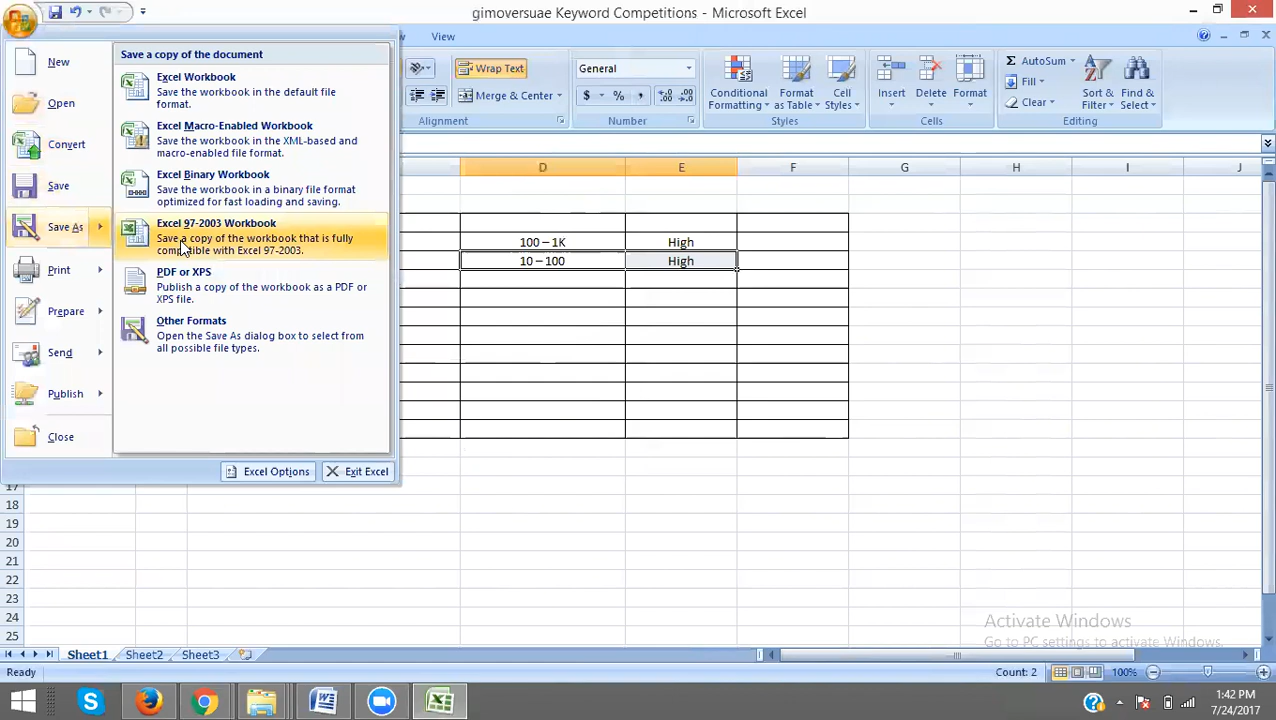 gimoversuae Keyword Competitions - Microsoft Excel
View
New
Open
Convert
Save
Save As
Print
Prepare
Send
Publish
Close
Save a copy of the document
Excel Workbook
Save the workbook in the default file
format.
Excel Macro-Enabled Workbook
Save the workbook in the XML-based and
macro-enabled file format.
Excel Binary Workbook
Save the workbook in a binary file format
optimized for fast loading and saving.
Excel 97-2003 Workbook
Save a copy of the workbook that is fully
compatible with Excel 97-2003.
PDF or XPS
Publish a copy of the workbook as a PDF or
XPS file.
Other Formats
Open the Save As dialog box to select from
all possible file types.
Excel Options
Exit Excel
Wrap Text
Merge & Center
Alignment
General
$ % ,
Number
Conditional
Formatting
Format
as Table
Cell
Styles
Styles
Insert
Delete
Format
Cells
AutoSum
Fill
Clear
Sort &
Filter
Find &
Select
Editing
D E F G H I J
100 – 1K High
10 – 100 High
17
18
19
20
21
22
23
24
25
Activate Windows
Go to PC settings to activate Windows.
Sheet1 Sheet2 Sheet3
Ready
Count: 2
100%
1:42 PM
7/24/2017